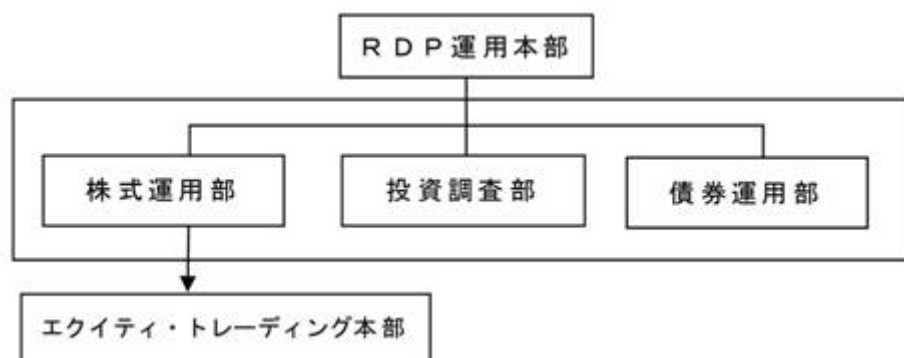 ＲＤＰ運用本部
株式運用部
投資調査部
債券運用部
エクイティ・トレーディング本部